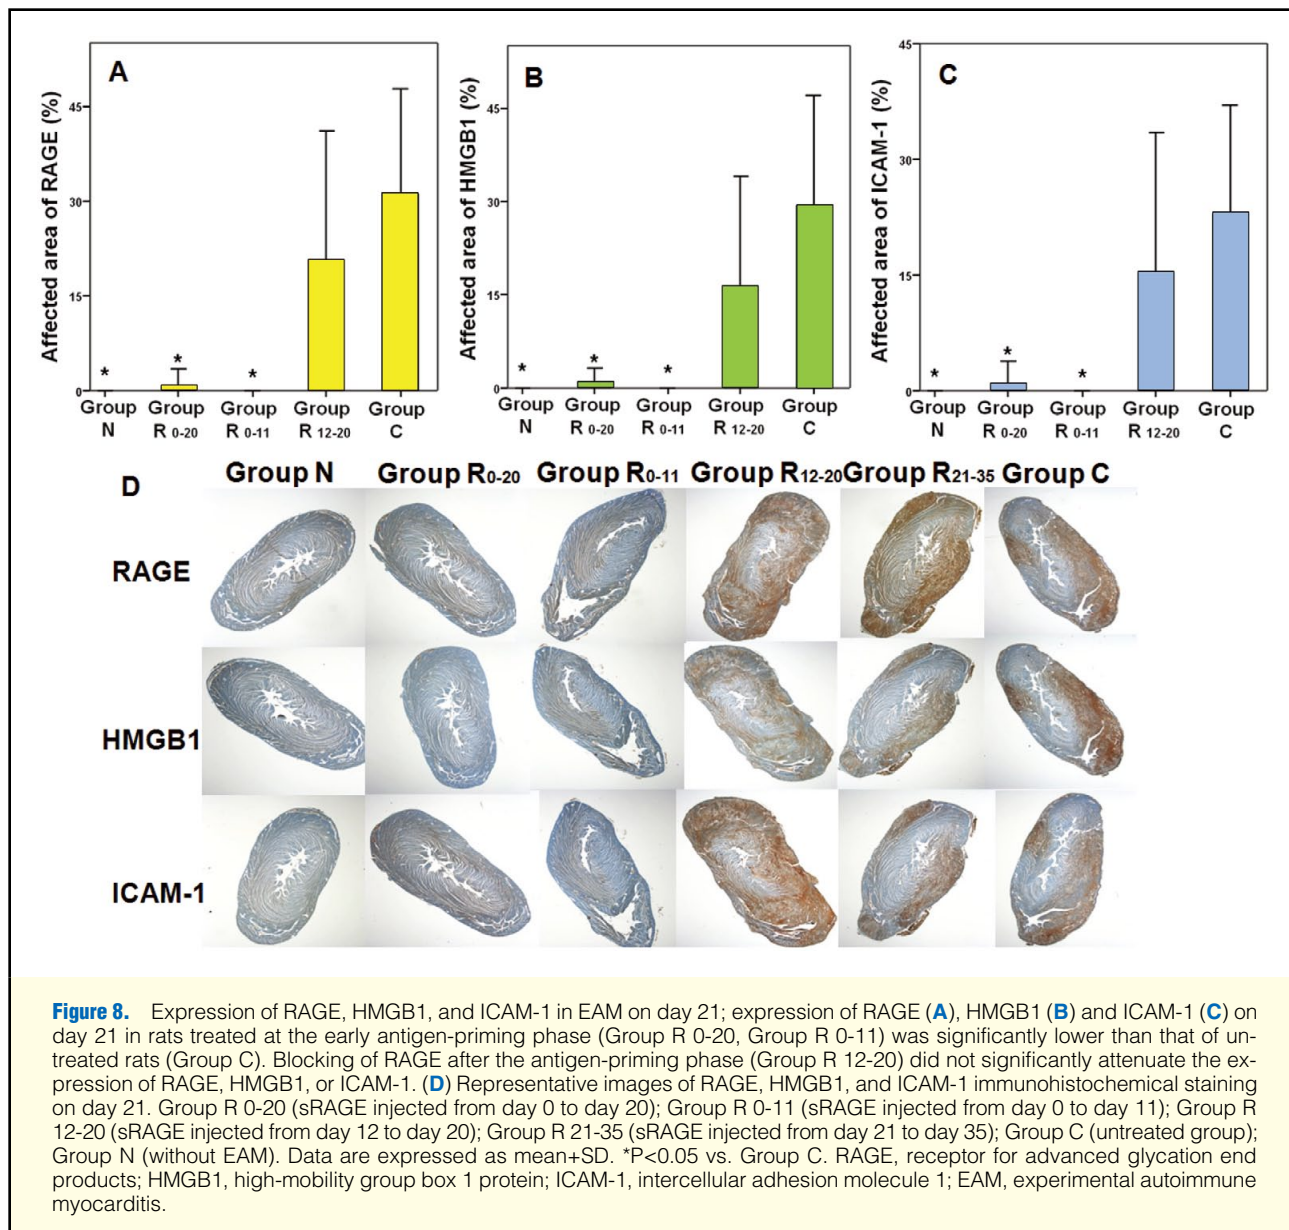 A
Affected area of RAGE (%)
45
30
15
0
*
*
*
Group N
Group R 0-20
Group R 0-11
Group R 12-20
Group C
B
Affected area of HMGB1 (%)
45
30
15
0
*
*
*
Group N
Group R 0-20
Group R 0-11
Group R 12-20
Group C
C
Affected area of ICAM-1 (%)
45
30
15
0
*
*
*
Group N
Group R 0-20
Group R 0-11
Group R 12-20
Group C
D
Group N Group R0-20 Group R0-11 Group R12-20 Group R21-35 Group C
RAGE
HMGB1
ICAM-1
Figure 8. Expression of RAGE, HMGB1, and ICAM-1 in EAM on day 21; expression of RAGE (A), HMGB1 (B) and ICAM-1 (C) on
day 21 in rats treated at the early antigen-priming phase (Group R 0-20, Group R 0-11) was significantly lower than that of un-
treated rats (Group C). Blocking of RAGE after the antigen-priming phase (Group R 12-20) did not significantly attenuate the ex-
pression of RAGE, HMGB1, or ICAM-1. (D) Representative images of RAGE, HMGB1, and ICAM-1 immunohistochemical staining
on day 21. Group R 0-20 (sRAGE injected from day 0 to day 20); Group R 0-11 (sRAGE injected from day 0 to day 11); Group R
12-20 (sRAGE injected from day 12 to day 20); Group R 21-35 (sRAGE injected from day 21 to day 35); Group C (untreated group);
Group N (without EAM). Data are expressed as mean+SD. *P<0.05 vs. Group C. RAGE, receptor for advanced glycation end
products; HMGB1, high-mobility group box 1 protein; ICAM-1, intercellular adhesion molecule 1; EAM, experimental autoimmune
myocarditis.